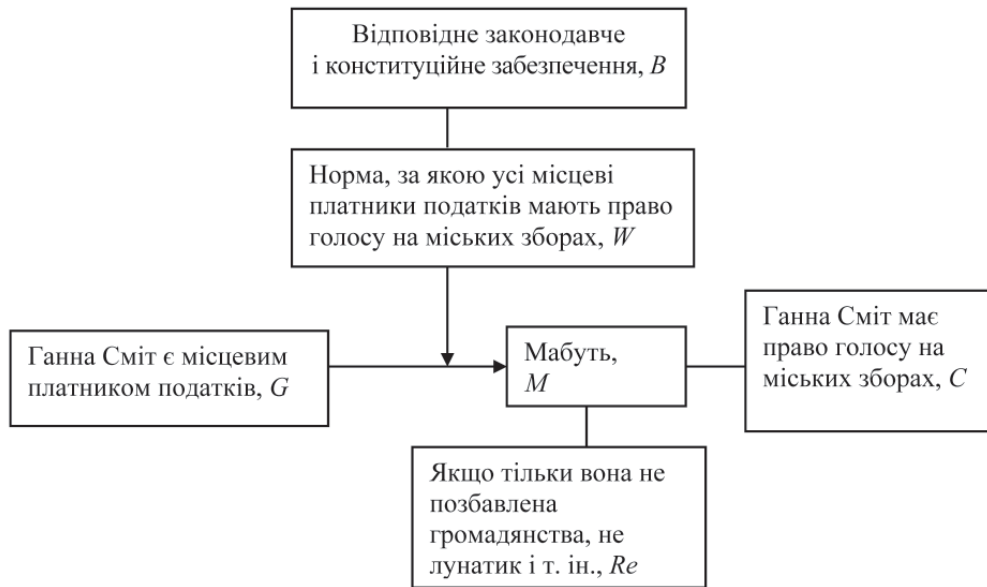 Відповідне законодавче
і конституційне забезпечення, B
Норма, за якою усі місцеві
платники податків мають право
голосу на міських зборах, W
Ганна Сміт є місцевим
платником податків, G
Мабуть,
M
Ганна Сміт має
право голосу на
міських зборах, C
Якщо тільки вона не
позбавлена
громадянства, не
лунатик і т. ін., Re